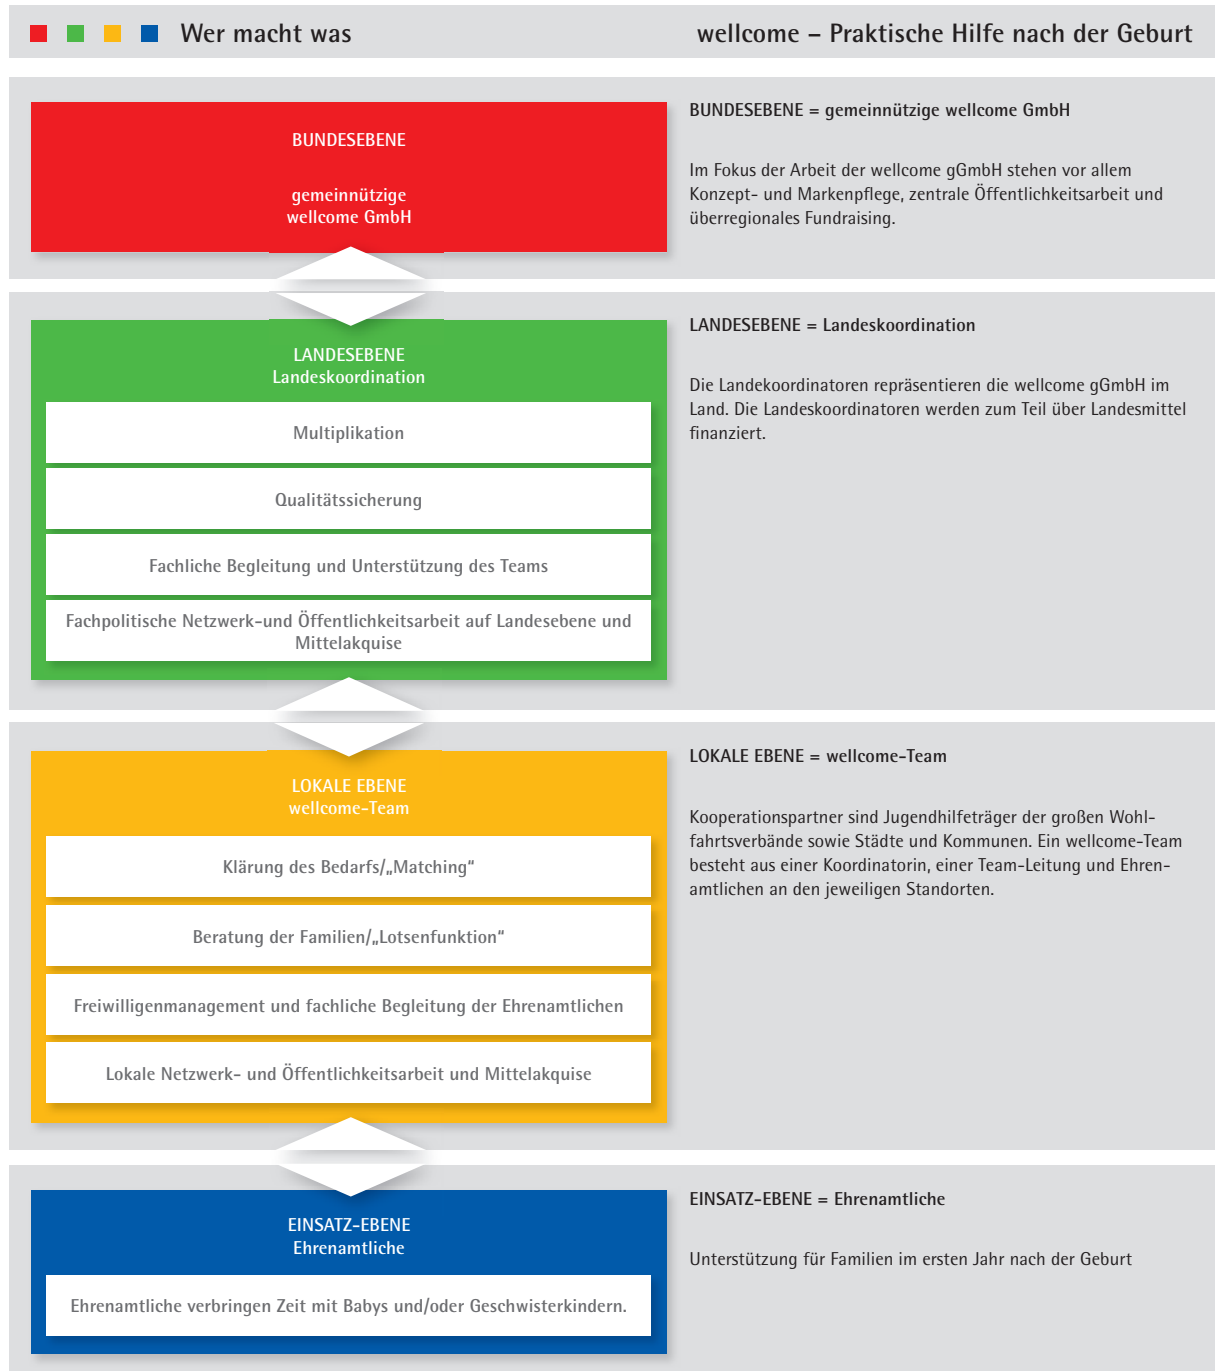 Wer macht was
wellcome – Praktische Hilfe nach der Geburt
BUNDESEBENE
gemeinnützige
wellcome GmbH
BUNDESEBENE = gemeinnützige wellcome GmbH
Im Fokus der Arbeit der wellcome gGmbH stehen vor allem
Konzept- und Markenpflege, zentrale Öffentlichkeitsarbeit und
überregionales Fundraising.
LANDESEBENE
Landeskoordination
Multiplikation
Qualitätssicherung
Fachliche Begleitung und Unterstützung des Teams
Fachpolitische Netzwerk-und Öffentlichkeitsarbeit auf Landesebene und
Mittelakquise
LANDESEBENE = Landeskoordination
Die Landekoordinatoren repräsentieren die wellcome gGmbH im
Land. Die Landeskoordinatoren werden zum Teil über Landesmittel
finanziert.
LOKALE EBENE
wellcome-Team
Klärung des Bedarfs/„Matching“
Beratung der Familien/„Lotsenfunktion“
Freiwilligenmanagement und fachliche Begleitung der Ehrenamtlichen
Lokale Netzwerk- und Öffentlichkeitsarbeit und Mittelakquise
LOKALE EBENE = wellcome-Team
Kooperationspartner sind Jugendhilfeträger der großen Wohl-
fahrtsverbände sowie Städte und Kommunen. Ein wellcome-Team
besteht aus einer Koordinatorin, einer Team-Leitung und Ehren-
amtlichen an den jeweiligen Standorten.
EINSATZ-EBENE
Ehrenamtliche
Ehrenamtliche verbringen Zeit mit Babys und/oder Geschwisterkindern.
EINSATZ-EBENE = Ehrenamtliche
Unterstützung für Familien im ersten Jahr nach der Geburt